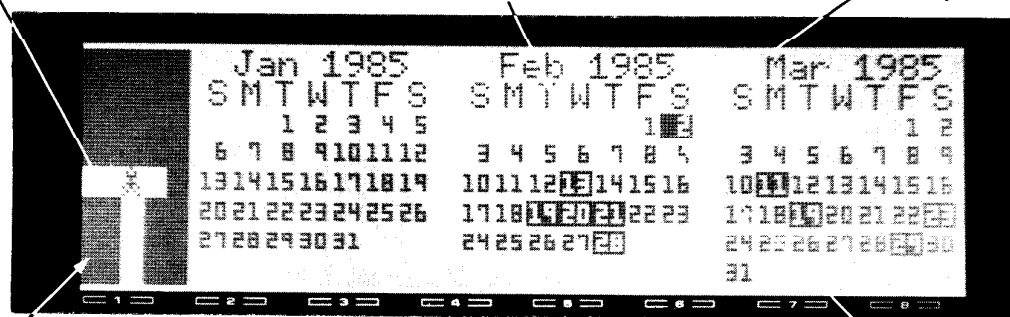 Jan 1985
S M T W T F S
1 2 3 4 5
6 7 8 9 10 11 12
13 14 15 16 17 18 19
20 21 22 23 24 25 26
27 28 29 30 31
Feb 1985
S M T W T F S
1 2
3 4 5 6 7 8 9
10 11 12 13 14 15 16
17 18 19 20 21 22 23
24 25 26 27 28
Mar 1985
S M T W T F S
1 2
3 4 5 6 7 8 9
10 11 12 13 14 15 16
17 18 19 20 21 22 23
24 25 26 27 28 29 30
31
1 2 3 4 5 6 7 8